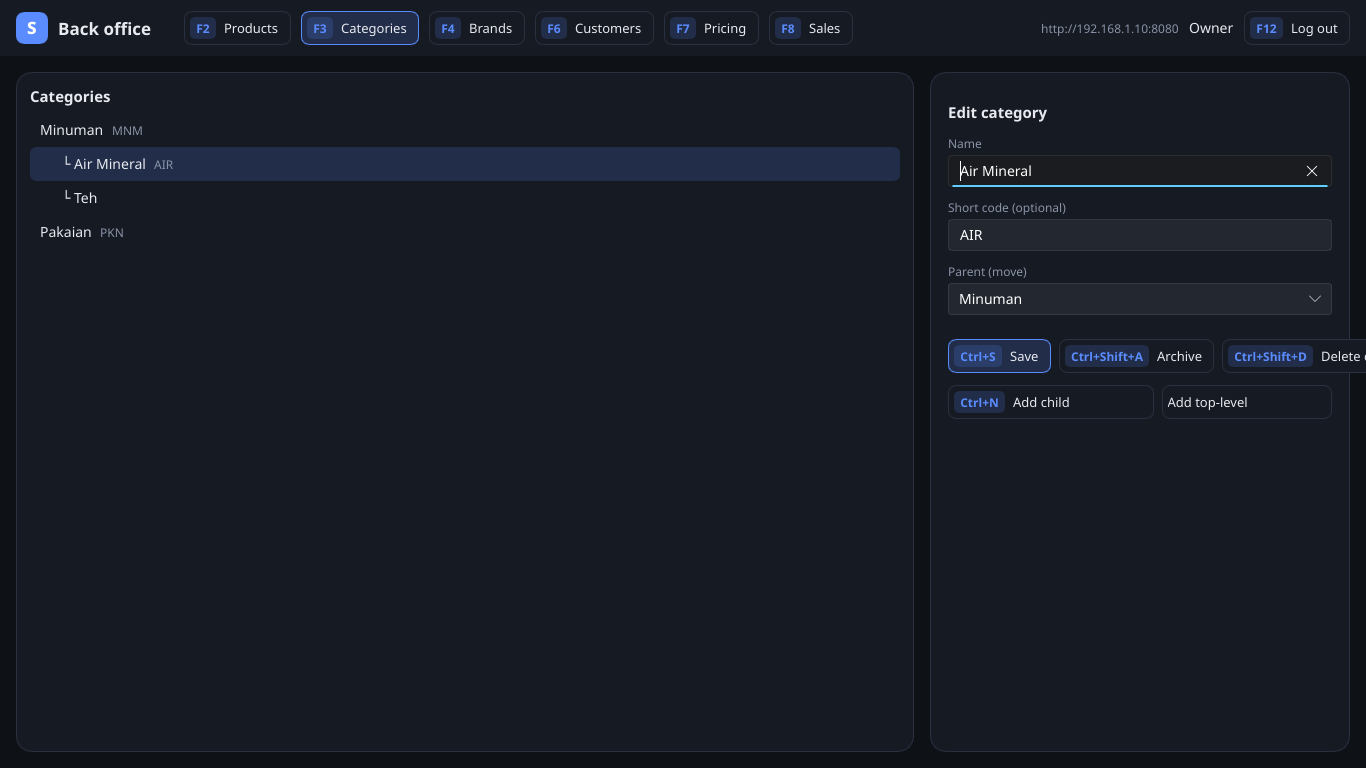 S Back office F2 Products F3 Categories F4 Brands F6 Customers F7 Pricing F8 Sales http://192.168.1.10:8080 Owner F12 Log out
Categories
Minuman MNM
└ Air Mineral AIR
└ Teh
Pakaian PKN
Edit category
Name
Air Mineral
Short code (optional)
AIR
Parent (move)
Minuman
Ctrl+S Save Ctrl+Shift+A Archive Ctrl+Shift+D Delete
Ctrl+N Add child Add top-level